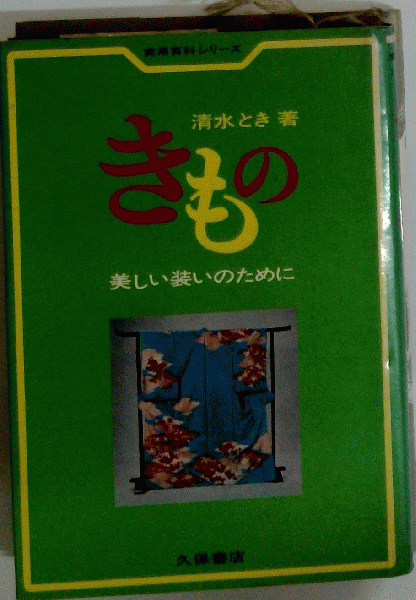 実用百科シリーズ
清水とき 著
きもの
美しい装いのために
久保書店